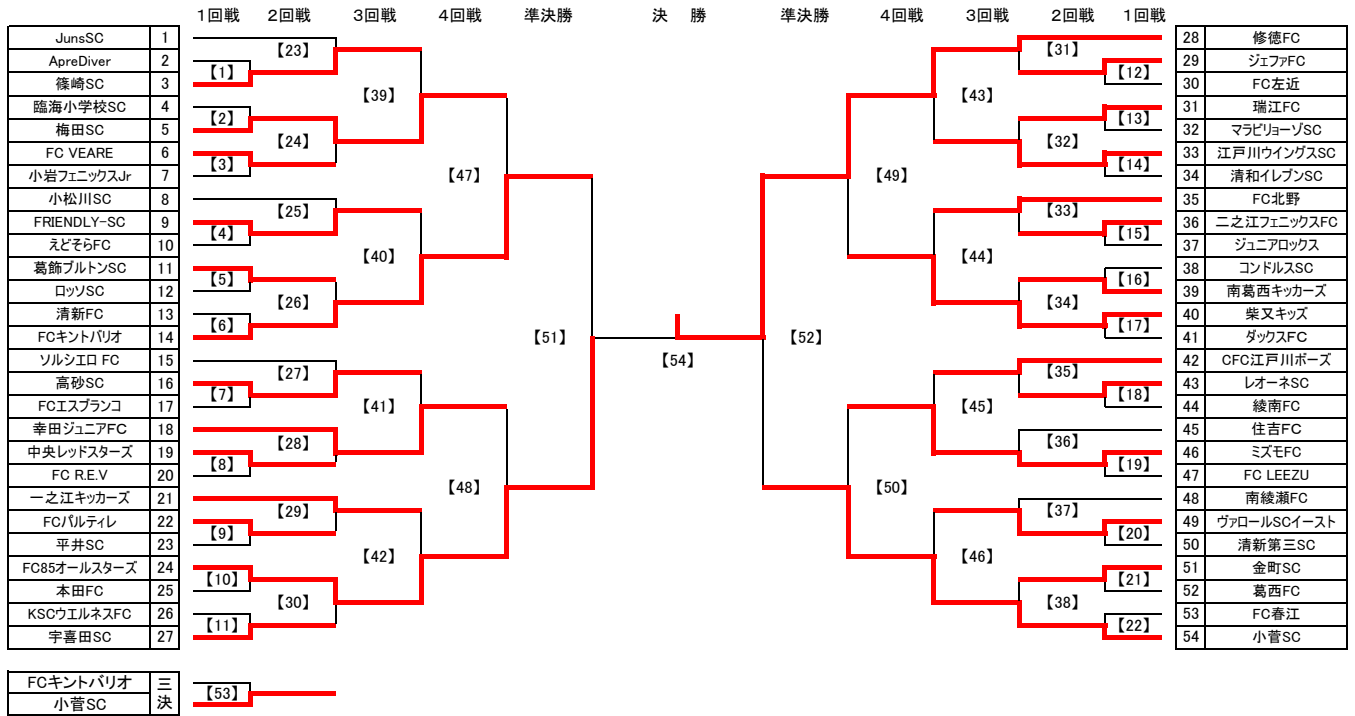 1回戦 2回戦 3回戦 4回戦 準決勝 決 勝 準決勝 4回戦 3回戦 2回戦 1回戦
JunsSC 1
ApreDiver 2
篠崎SC 3
臨海小学校SC 4
梅田SC 5
FC VEARE 6
小岩フェニックスJr 7
小松川SC 8
FRIENDLY-SC 9
えどそらFC 10
葛飾ブルトンSC 11
ロッソSC 12
清新FC 13
FCキントバリオ 14
ソルシエロ FC 15
高砂SC 16
FCエスブランコ 17
幸田ジュニアFC 18
中央レッドスターズ 19
FC R.E.V 20
一之江キッカーズ 21
FCパルティレ 22
平井SC 23
FC85オールスターズ 24
本田FC 25
KSCウエルネスFC 26
宇喜田SC 27
【1】
【2】
【3】
【4】
【5】
【6】
【7】
【8】
【9】
【10】
【11】
【23】
【24】
【25】
【26】
【27】
【28】
【29】
【30】
【39】
【40】
【41】
【42】
【47】
【48】
【51】
【54】
【52】
【49】
【50】
【43】
【44】
【45】
【46】
【31】
【32】
【33】
【34】
【35】
【36】
【37】
【38】
【12】
【13】
【14】
【15】
【16】
【17】
【18】
【19】
【20】
【21】
【22】
28 修徳FC
29 ジェファFC
30 FC左近
31 瑞江FC
32 マラビリョーゾSC
33 江戸川ウイングスSC
34 清和イレブンSC
35 FC北野
36 二之江フェニックスFC
37 ジュニアロックス
38 コンドルスSC
39 南葛西キッカーズ
40 柴又キッズ
41 ダックスFC
42 CFC江戸川ボーズ
43 レオーネSC
44 綾南FC
45 住吉FC
46 ミズモFC
47 FC LEEZU
48 南綾瀬FC
49 ヴァロールSCイースト
50 清新第三SC
51 金町SC
52 葛西FC
53 FC春江
54 小菅SC
FCキントバリオ
小菅SC
三決
【53】